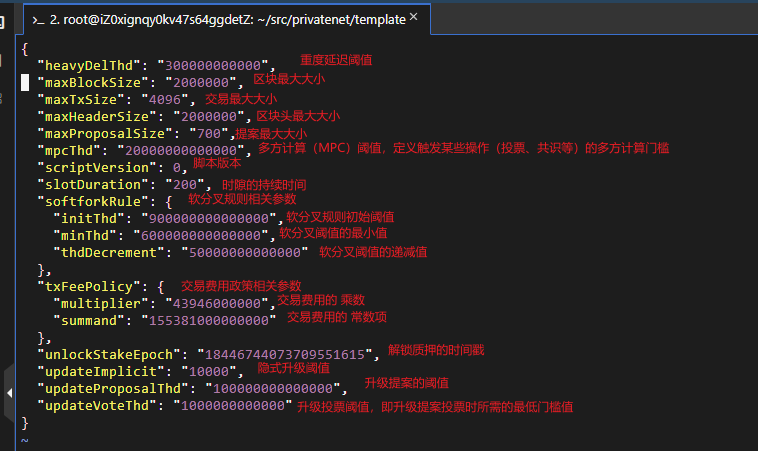 2. root@iZ0xignqy0kv47s64ggdetZ: ~/src/privatenet/template ×
{
"heavyDelThd": "300000000000", 重度延迟阈值
"maxBlockSize": "2000000", 区块最大大小
"maxTxSize": "4096", 交易最大大小
"maxHeaderSize": "2000000", 区块头最大大小
"maxProposalSize": "700", 提案最大大小
"mpcThd": "20000000000000", 多方计算（MPC）阈值，定义触发某些操作（投票、共识等）的多方计算门槛
"scriptVersion": 0, 脚本版本
"slotDuration": "200", 时隙的持续时间
"softforkRule": { 软分叉规则相关参数
"initThd": "900000000000000", 软分叉规则初始阈值
"minThd": "600000000000000", 软分叉阈值的最小值
"thdDecrement": "50000000000000" 软分叉阈值的递减值
},
"txFeePolicy": { 交易费用政策相关参数
"multiplier": "43946000000", 交易费用的 乘数
"summand": "155381000000000" 交易费用的 常数项
},
"unlockStakeEpoch": "18446744073709551615", 解锁质押的时间戳
"updateImplicit": "10000", 隐式升级阈值
"updateProposalThd": "100000000000000", 升级提案的阈值
"updateVoteThd": "1000000000000" 升级投票阈值，即升级提案投票时所需的最低门槛值
}
~